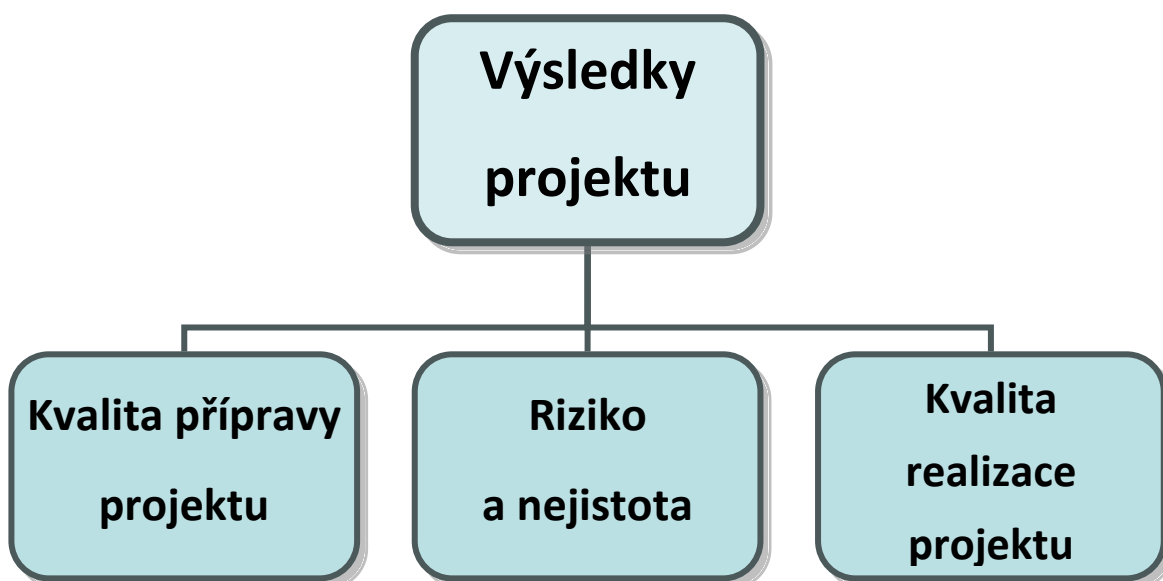 Výsledky
projektu
Kvalita přípravy
projektu
Riziko
a nejistota
Kvalita
realizace
projektu